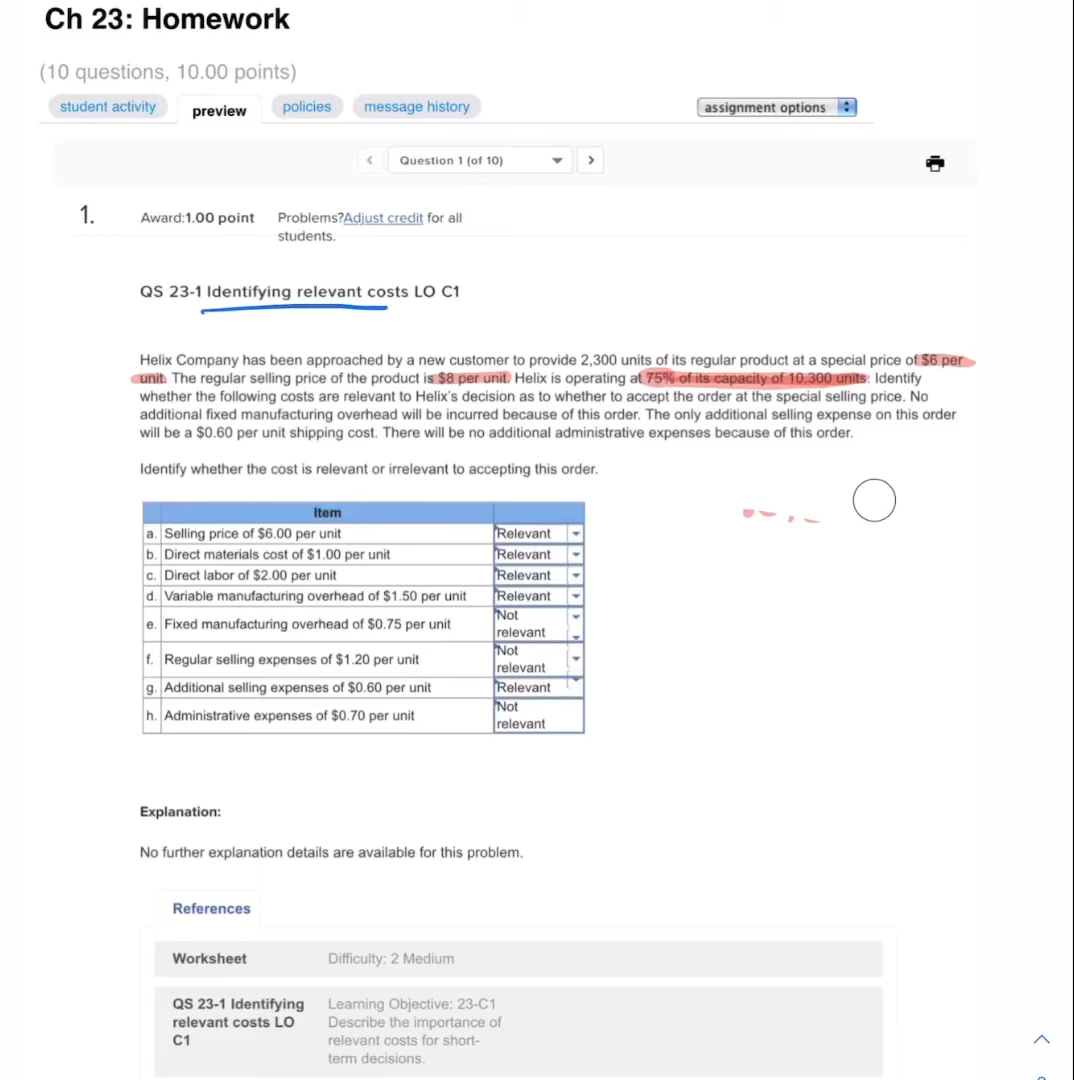 Ch 23: Homework
(10 questions, 10.00 points)
student activity preview policies message history assignment options
Question 1 (of 10)
1. Award:1.00 point Problems?Adjust credit for all
students.
QS 23-1 Identifying relevant costs LO C1
Helix Company has been approached by a new customer to provide 2,300 units of its regular product at a special price of $6 per
unit. The regular selling price of the product is $8 per unit. Helix is operating at 75% of its capacity of 10,300 units. Identify
whether the following costs are relevant to Helix's decision as to whether to accept the order at the special selling price. No
additional fixed manufacturing overhead will be incurred because of this order. The only additional selling expense on this order
will be a $0.60 per unit shipping cost. There will be no additional administrative expenses because of this order.
Identify whether the cost is relevant or irrelevant to accepting this order.
Item
a. Selling price of $6.00 per unit Relevant
b. Direct materials cost of $1.00 per unit Relevant
c. Direct labor of $2.00 per unit Relevant
d. Variable manufacturing overhead of $1.50 per unit Relevant
e. Fixed manufacturing overhead of $0.75 per unit Not
relevant
f. Regular selling expenses of $1.20 per unit Not
relevant
g. Additional selling expenses of $0.60 per unit Relevant
h. Administrative expenses of $0.70 per unit Not
relevant
Explanation:
No further explanation details are available for this problem.
References
Worksheet Difficulty: 2 Medium
QS 23-1 Identifying Learning Objective: 23-C1
relevant costs LO Describe the importance of
C1 relevant costs for short-
term decisions.